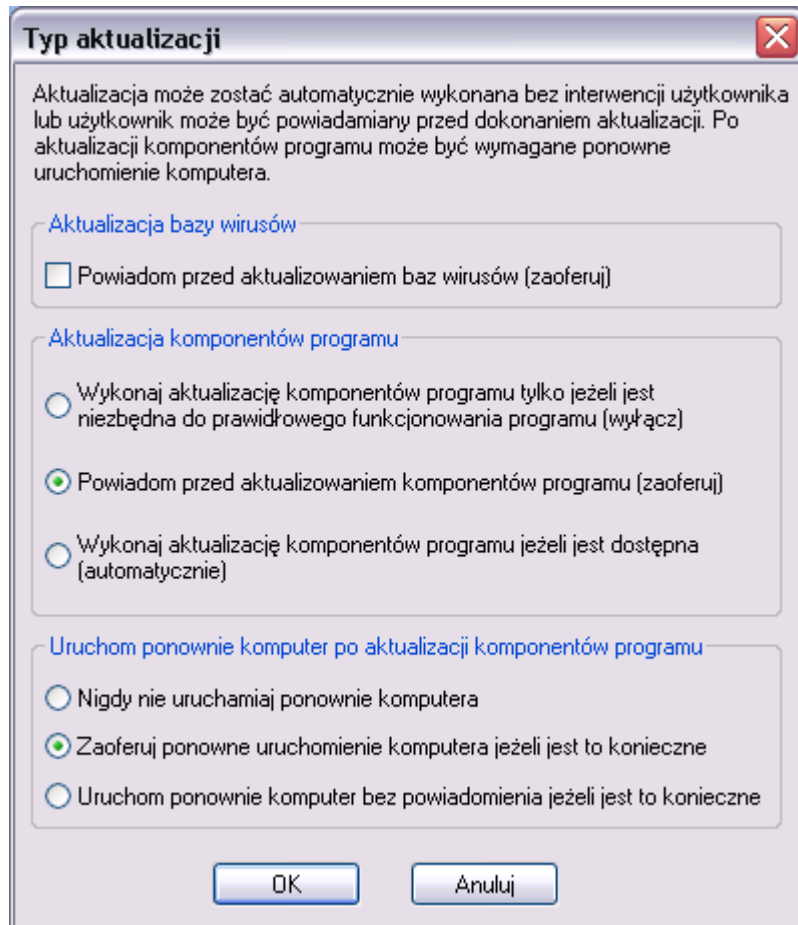 Typ aktualizacji
Aktualizacja może zostać automatycznie wykonana bez interwencji użytkownika
lub użytkownik może być powiadamiany przed dokonaniem aktualizacji. Po
aktualizacji komponentów programu może być wymagane ponowne
uruchomienie komputera.
Aktualizacja bazy wirusów
Powiadom przed aktualizowaniem baz wirusów (zaoferuj)
Aktualizacja komponentów programu
Wykonaj aktualizację komponentów programu tylko jeżeli jest
niezbędna do prawidłowego funkcjonowania programu (wyłącz)
Powiadom przed aktualizowaniem komponentów programu (zaoferuj)
Wykonaj aktualizację komponentów programu jeżeli jest dostępna
(automatycznie)
Uruchom ponownie komputer po aktualizacji komponentów programu
Nigdy nie uruchamiaj ponownie komputera
Zaoferuj ponowne uruchomienie komputera jeżeli jest to konieczne
Uruchom ponownie komputer bez powiadomienia jeżeli jest to konieczne
OK
Anuluj